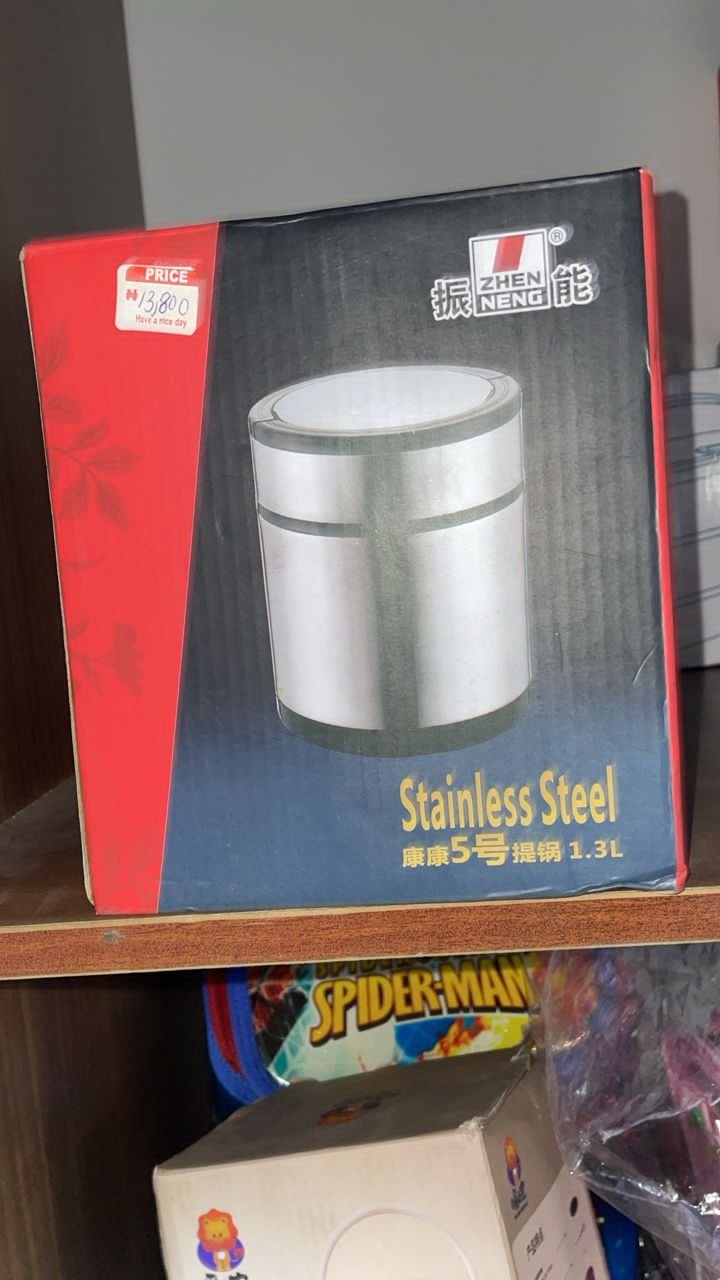 PRICE
₦13,800
Have a nice day
振 ZHEN NENG ® 能
Stainless Steel
康康5号提锅 1.3L
SPIDER-MAN